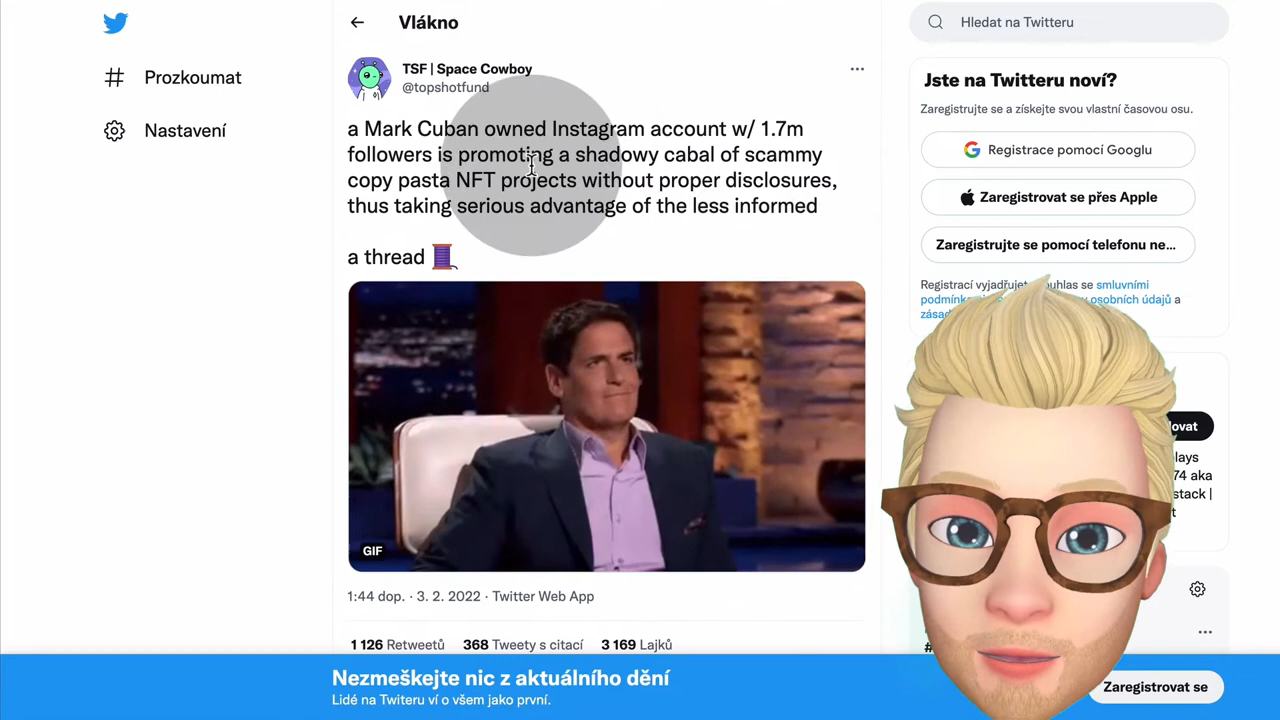 Vlákno
Hledat na Twitteru
Prozkoumat
Nastavení
TSF | Space Cowboy
@topshotfund
a Mark Cuban owned Instagram account w/ 1.7m
followers is promoting a shadowy cabal of scammy
copy pasta NFT projects without proper disclosures,
thus taking serious advantage of the less informed
a thread
GIF
1:44 dop. · 3. 2. 2022 · Twitter Web App
1 126 Retweetů 368 Tweety s citací 3 169 Lajků
Jste na Twitteru noví?
Zaregistrujte se a získejte svou vlastní časovou osu.
Registrace pomocí Googlu
Zaregistrovat se přes Apple
Zaregistrujte se pomocí telefonu ne...
Registrací vyjadřujet
ouhlas se smluvními
podmínka
y osobních údajů a
zásad
ovat
lays
74 aka
stack |
t
#
Nezmeškejte nic z aktuálního dění
Lidé na Twiteru ví o všem jako první.
Zaregistrovat se